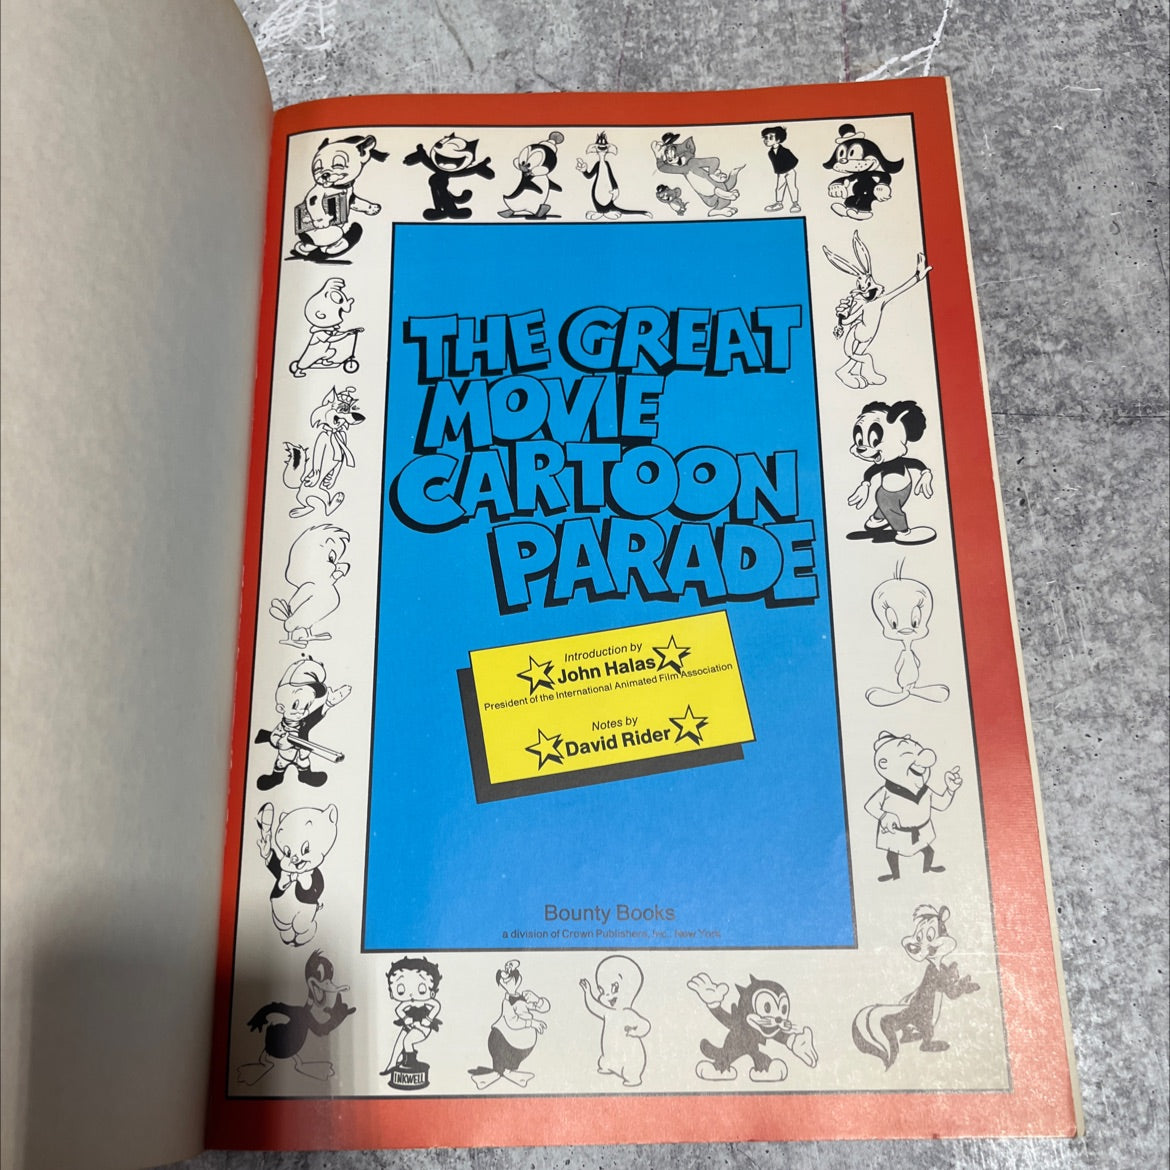 THE GREAT
MOVIE
CARTOON
PARADE
Introduction by
John Halas
President of the International Animated Film Association
Notes by
David Rider
Bounty Books
a division of Crown Publishers, Inc., New York
INKWELL